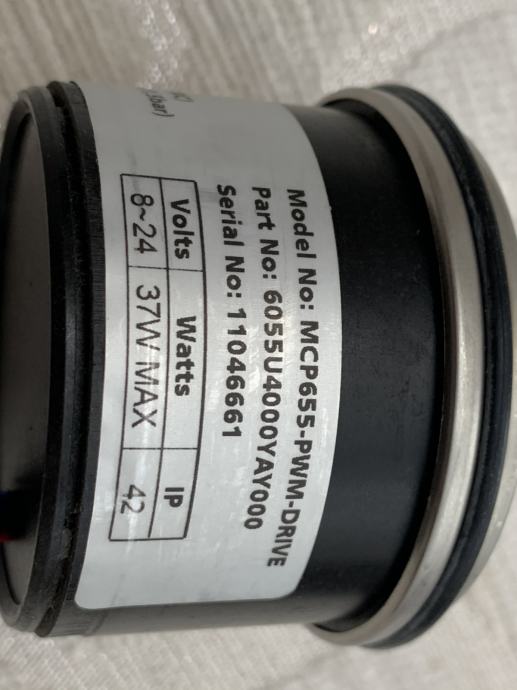 bar)
Model No: MCP655-PWM-DRIVE
Part No: 6055U4000YAY000
Serial No: 11046661
Volts Watts IP
8~24 37W MAX 42